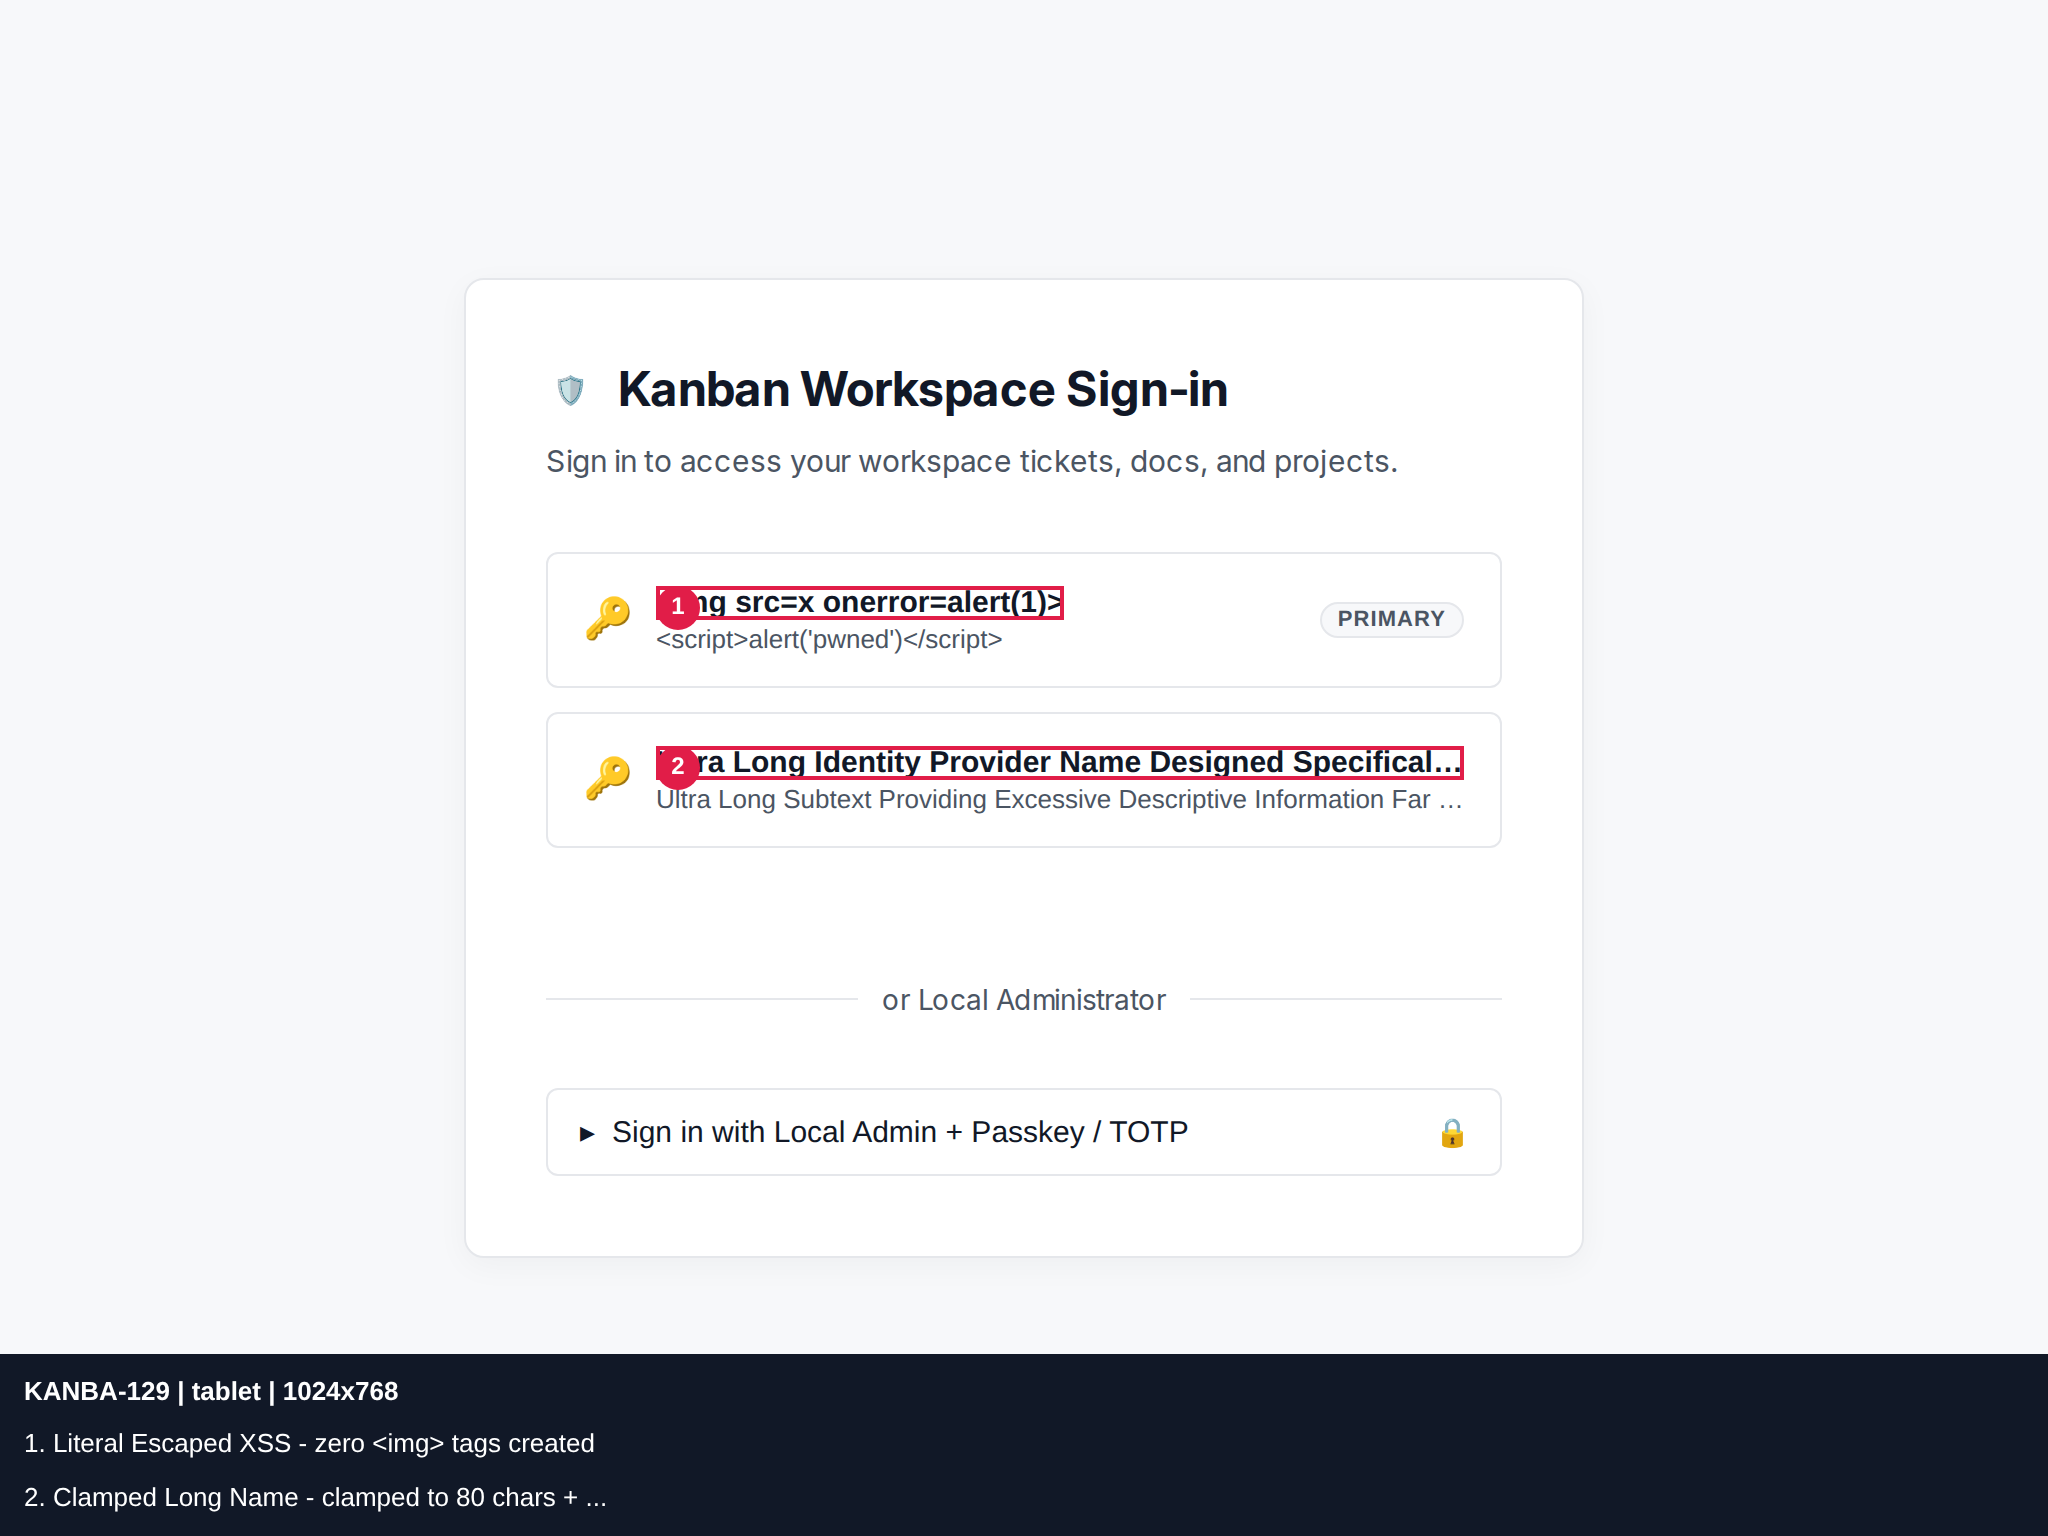 Kanban Workspace Sign-in
Sign in to access your workspace tickets, docs, and projects.
1
src=x onerror=alert(1)>
<script>alert('pwned')</script>
PRIMARY
2
Long Identity Provider Name Designed Specifical...
Ultra Long Subtext Providing Excessive Descriptive Information Far ...
or Local Administrator
▸ Sign in with Local Admin + Passkey / TOTP
KANBA-129 | tablet | 1024x768
1. Literal Escaped XSS - zero <img> tags created
2. Clamped Long Name - clamped to 80 chars + ...